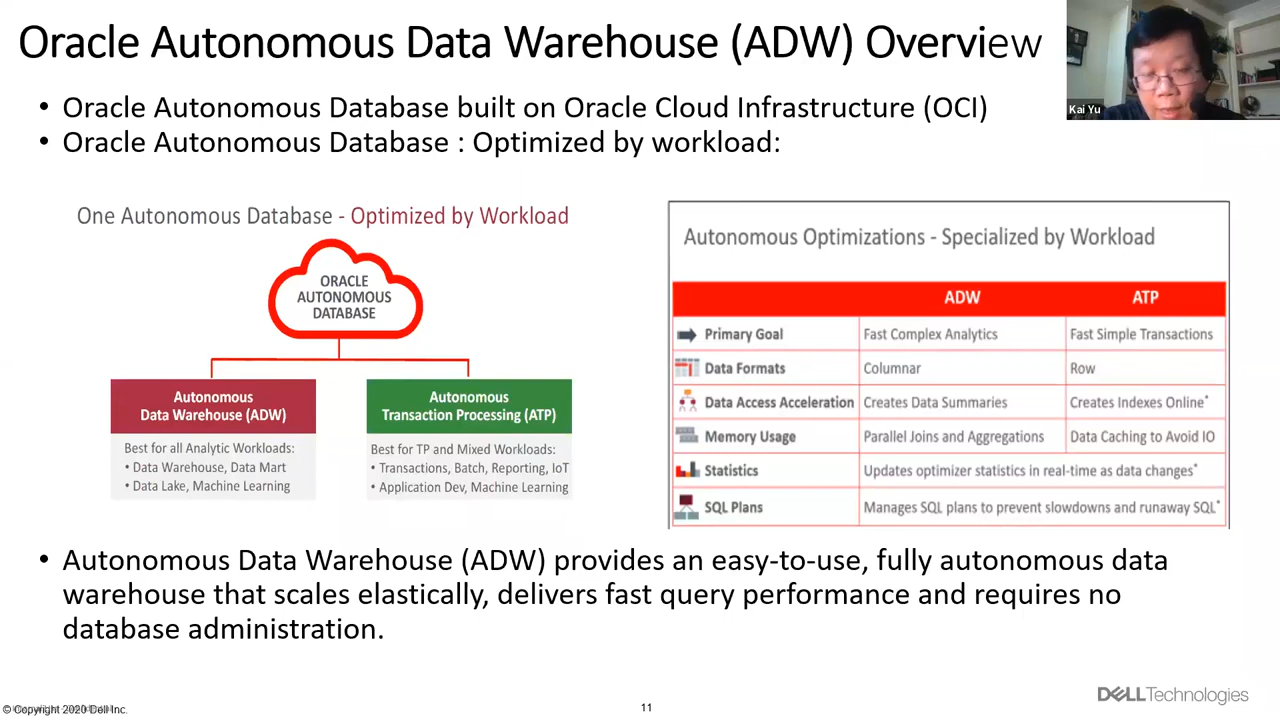 Oracle Autonomous Data Warehouse (ADW) Overview
Kai Yu
• Oracle Autonomous Database built on Oracle Cloud Infrastructure (OCI)
• Oracle Autonomous Database : Optimized by workload:
One Autonomous Database - Optimized by Workload
ORACLE
AUTONOMOUS
DATABASE
Autonomous
Data Warehouse (ADW)
Best for all Analytic Workloads:
• Data Warehouse, Data Mart
• Data Lake, Machine Learning
Autonomous
Transaction Processing (ATP)
Best for TP and Mixed Workloads:
• Transactions, Batch, Reporting, IoT
• Application Dev, Machine Learning
Autonomous Optimizations - Specialized by Workload
ADW ATP
Primary Goal Fast Complex Analytics Fast Simple Transactions
Data Formats Columnar Row
Data Access Acceleration Creates Data Summaries Creates Indexes Online*
Memory Usage Parallel Joins and Aggregations Data Caching to Avoid IO
Statistics Updates optimizer statistics in real-time as data changes*
SQL Plans Manages SQL plans to prevent slowdowns and runaway SQL*
• Autonomous Data Warehouse (ADW) provides an easy-to-use, fully autonomous data
warehouse that scales elastically, delivers fast query performance and requires no
database administration.
© Copyright 2020 Dell Inc.
11
DELLTechnologies